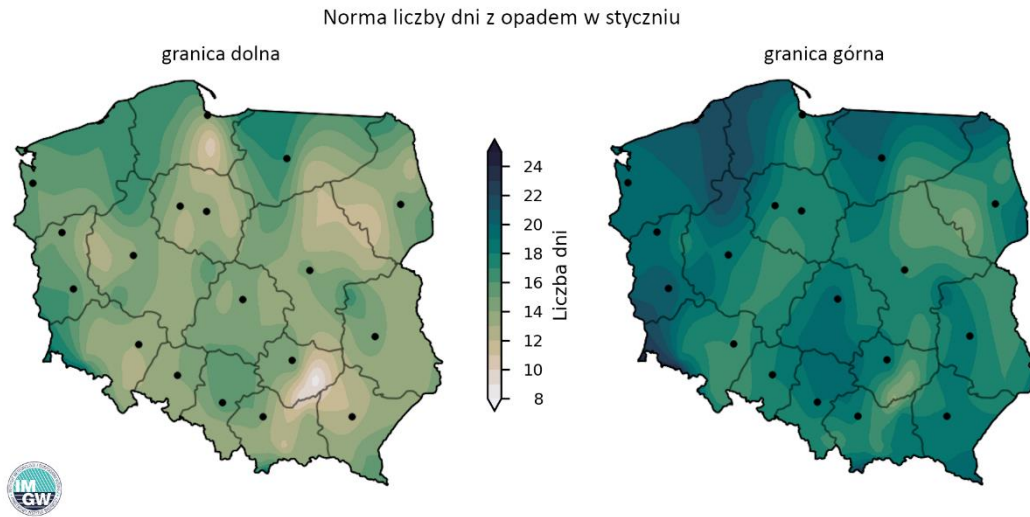 Norma liczby dni z opadem w styczniu
granica dolna
granica górna
24
22
20
18
16
14
12
10
8
Liczba dni
IM
GW